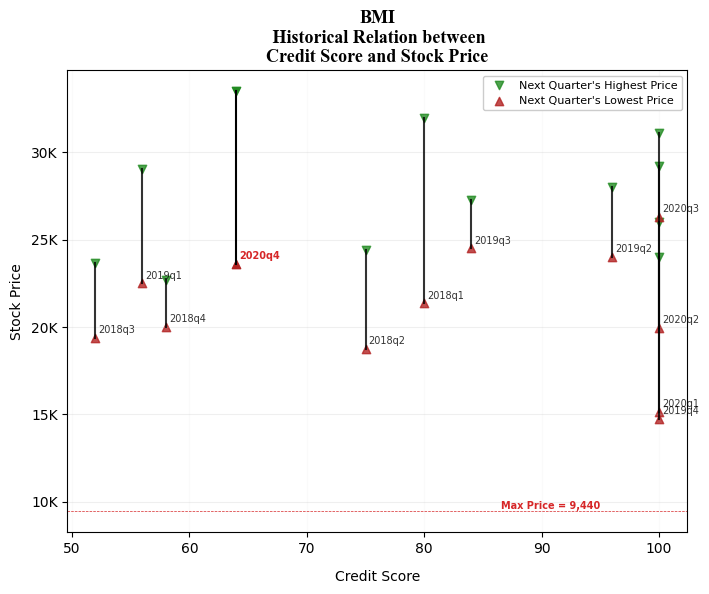 BMI
Historical Relation between
Credit Score and Stock Price
Next Quarter's Highest Price
Next Quarter's Lowest Price
30K
25K
20K
15K
10K
Stock Price
2020q3
2019q3
2019q2
2020q4
2019q1
2018q1
2018q4
2020q2
2018q3
2018q2
2020q1
2019q4
Max Price = 9,440
50
60
70
80
90
100
Credit Score